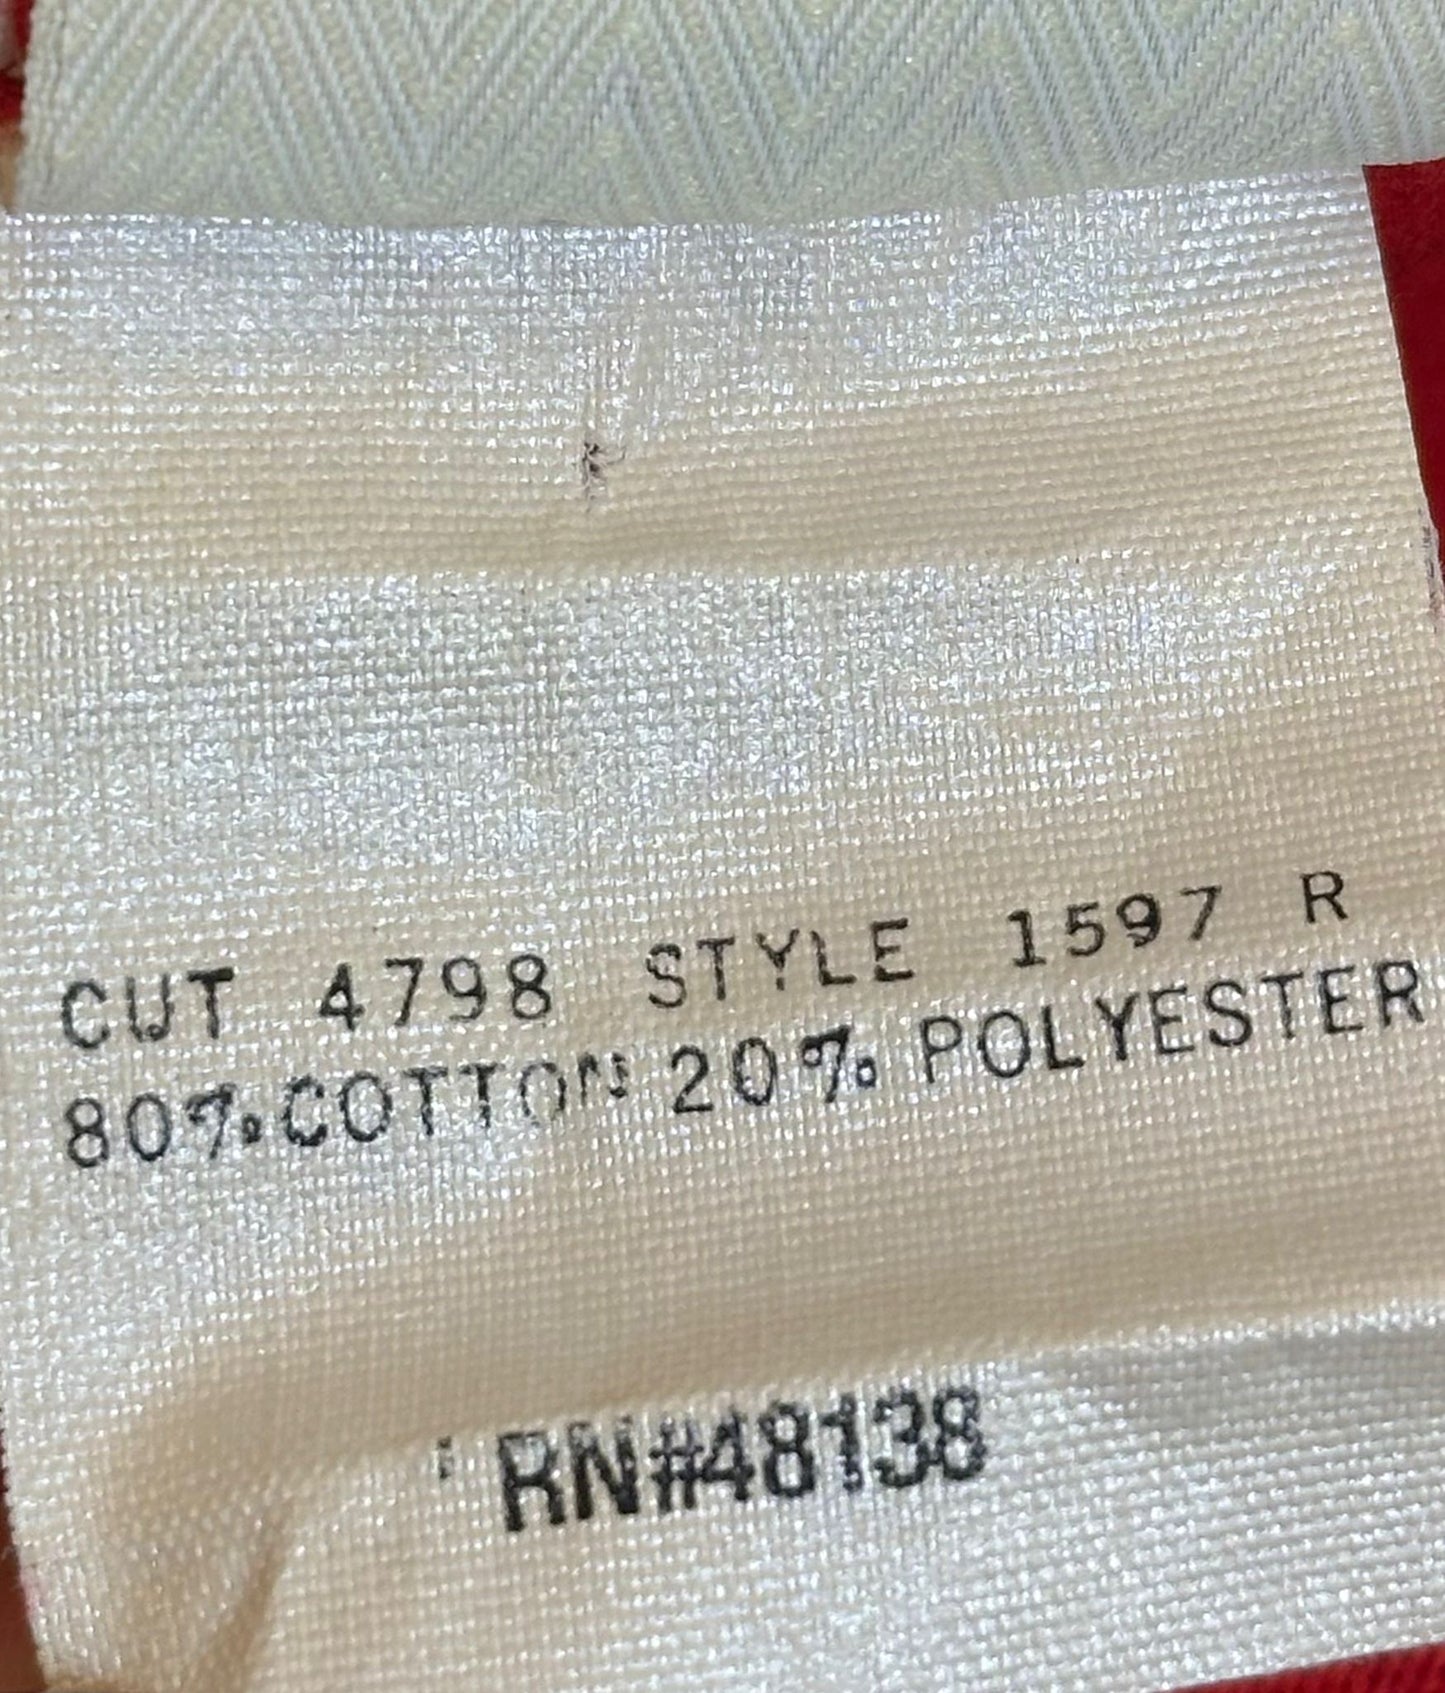 CUT 4798 STYLE 1597 R
80% COTTON 20% POLYESTER
RN#48138